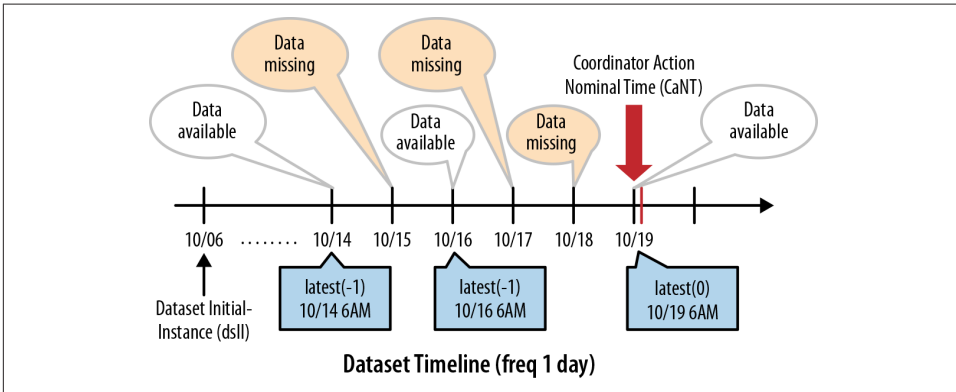 Data
missing
Data
missing
Coordinator Action
Nominal Time (CaNT)
Data
available
Data
available
Data
missing
Data
available
10/06 ........ 10/14 10/15 10/16 10/17 10/18 10/19
Dataset Initial-
Instance (dsII)
latest(-1)
10/14 6AM
latest(-1)
10/16 6AM
latest(0)
10/19 6AM
Dataset Timeline (freq 1 day)